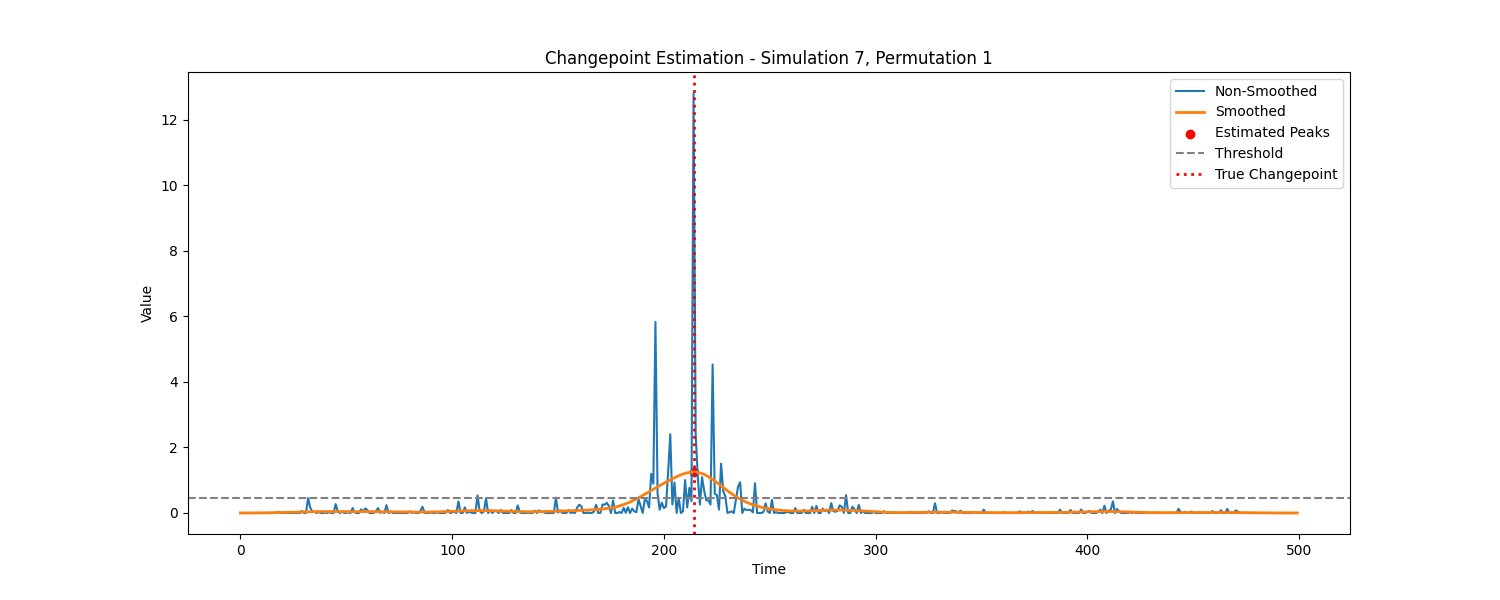 Changepoint Estimation - Simulation 7, Permutation 1
Non-Smoothed
Smoothed
Estimated Peaks
Threshold
True Changepoint
Value
12
10
8
6
4
2
0
0 100 200 300 400 500
Time